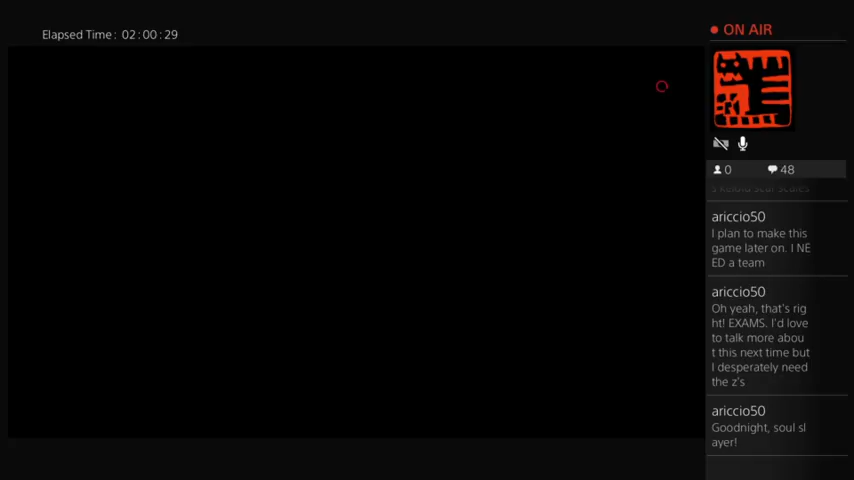 Elapsed Time: 02:00:29
ON AIR
0 48
ariccio50
I plan to make this
game later on. I NE
ED a team
ariccio50
Oh yeah, that's rig
ht! EXAMS. I'd love
to talk more abou
t this next time but
I desperately need
the z's
ariccio50
Goodnight, soul sl
ayer!